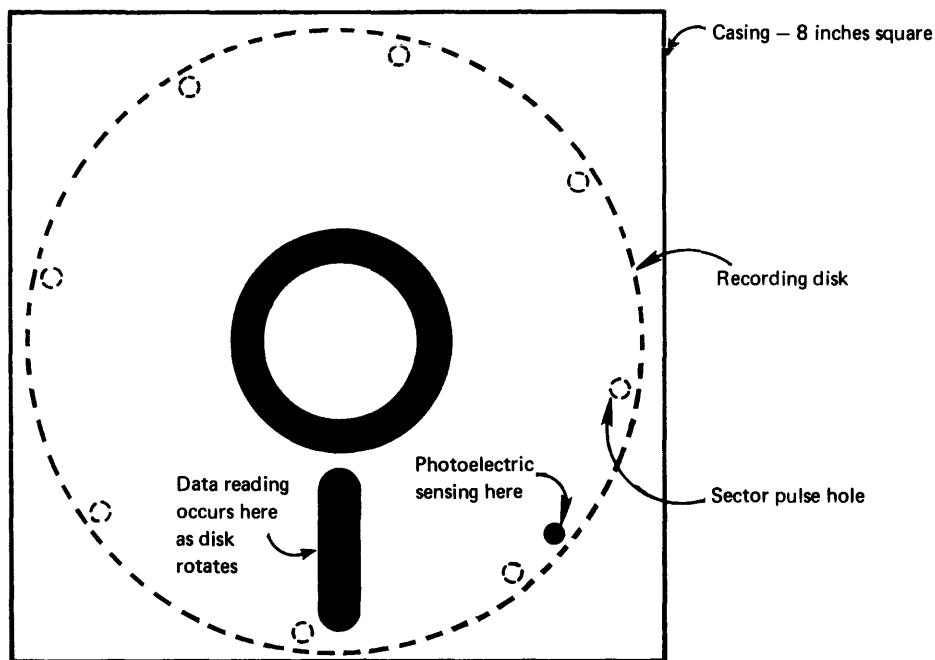 Casing – 8 inches square
Recording disk
Photoelectric
sensing here
Data reading
occurs here
as disk
rotates
Sector pulse hole